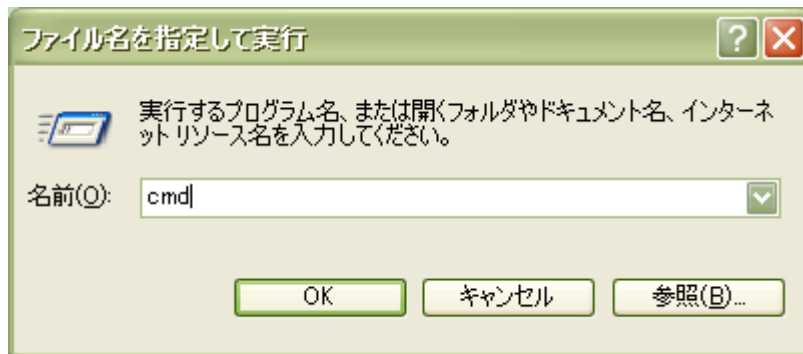 ファイル名を指定して実行
実行するプログラム名、または開くフォルダやドキュメント名、インターネ
ット リソース名を入力してください。
名前(O): cmd
OK キャンセル 参照(B)...